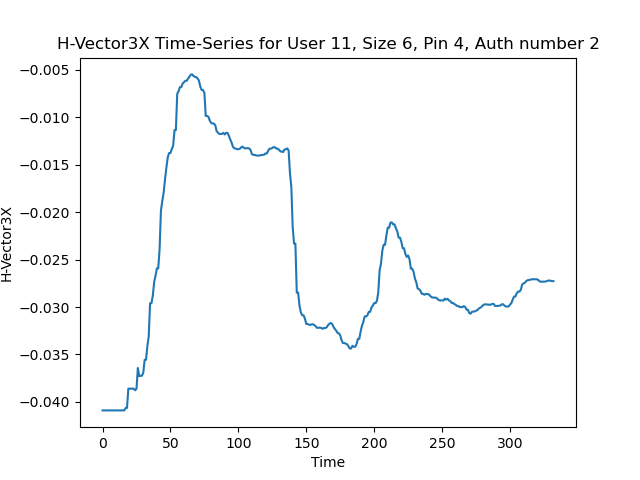 H-Vector3X Time-Series for User 11, Size 6, Pin 4, Auth number 2
−0.005
−0.010
−0.015
−0.020
−0.025
−0.030
−0.035
−0.040
H-Vector3X
0 50 100 150 200 250 300
Time